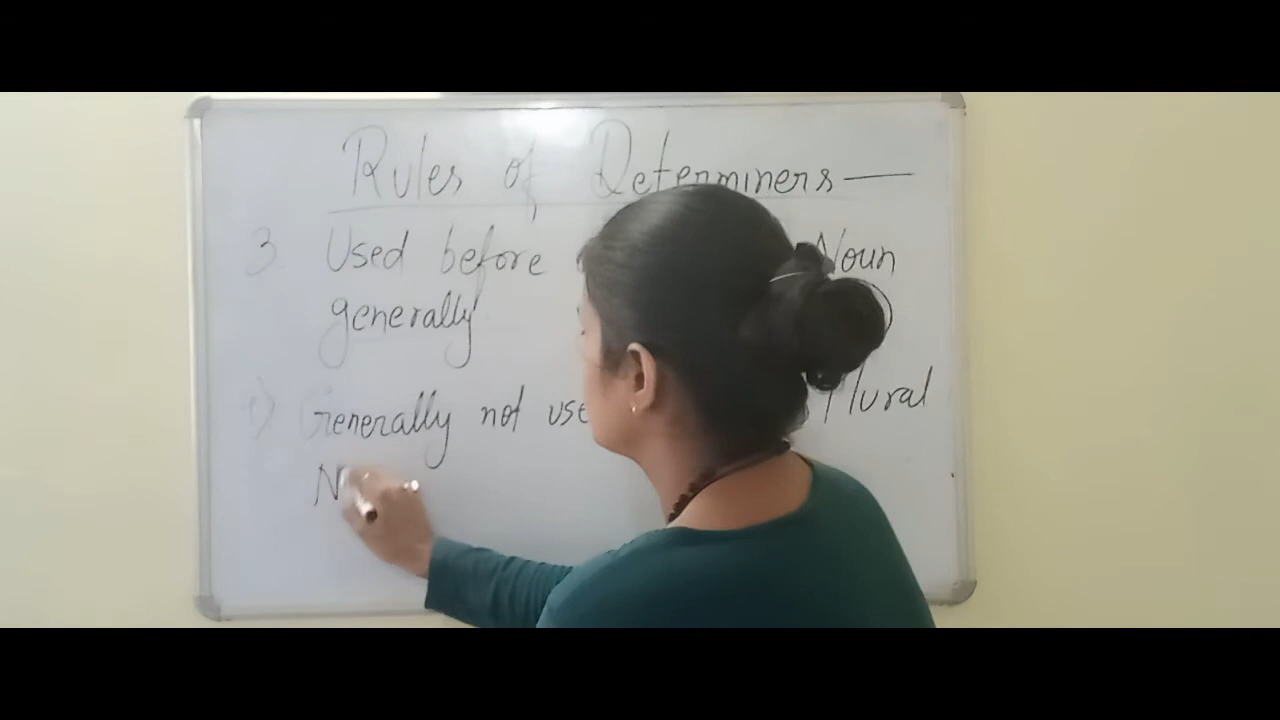 Rules of Determiners—
3 Used before Noun
generally
1) Generally not use Plural
N